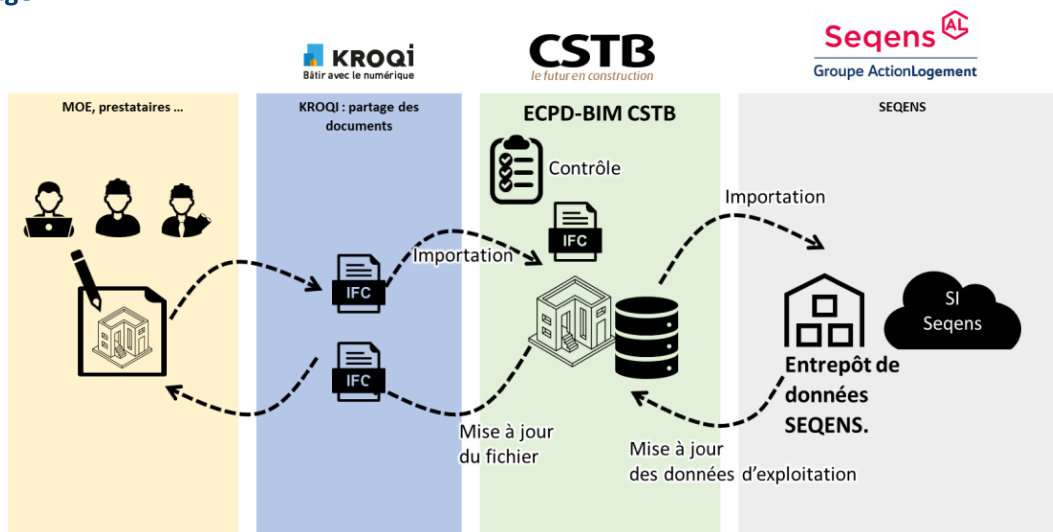 KROQI
Bâtir avec le numérique
CSTB
le futur en construction
Seqens AL
Groupe ActionLogement
MOE, prestataires ...
KROQI : partage des
documents
ECPD-BIM CSTB
SEQENS
Contrôle
IFC
Importation
Importation
IFC
SI
Seqens
IFC
Entrepôt de
données
SEQENS.
Mise à jour
du fichier
Mise à jour
des données d'exploitation